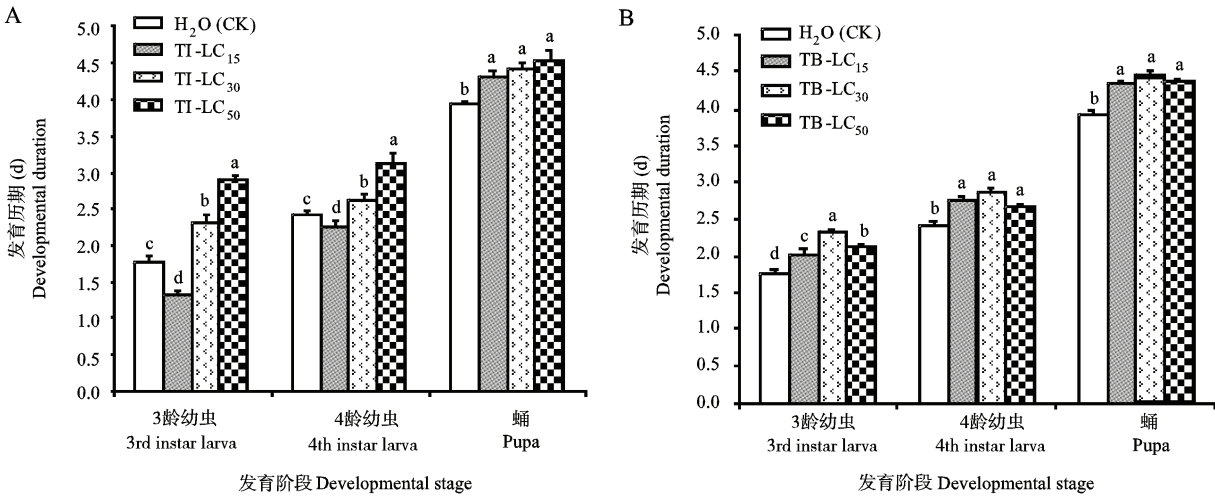 A
5.0
4.5
4.0
3.5
3.0
2.5
2.0
1.5
1.0
0.5
0.0
发育历期 (d)
Developmental duration
H2O (CK)
TI-LC15
TI-LC30
TI-LC50
c
d
b
a
c
d
b
a
b
a
a
a
3龄幼虫
3rd instar larva
4龄幼虫
4th instar larva
蛹
Pupa
发育阶段 Developmental stage
B
5.0
4.5
4.0
3.5
3.0
2.5
2.0
1.5
1.0
0.5
0.0
发育历期 (d)
Developmental duration
H2O (CK)
TB-LC15
TB-LC30
TB-LC50
d
c
a
b
b
a
a
a
b
a
a
a
3龄幼虫
3rd instar larva
4龄幼虫
4th instar larva
蛹
Pupa
发育阶段 Developmental stage